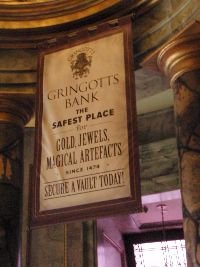 GRINGOTTS
BANK
THE
SAFEST PLACE
for
GOLD, JEWELS,
MAGICAL ARTEFACTS
SINCE 1474
SECURE A VAULT TODAY!